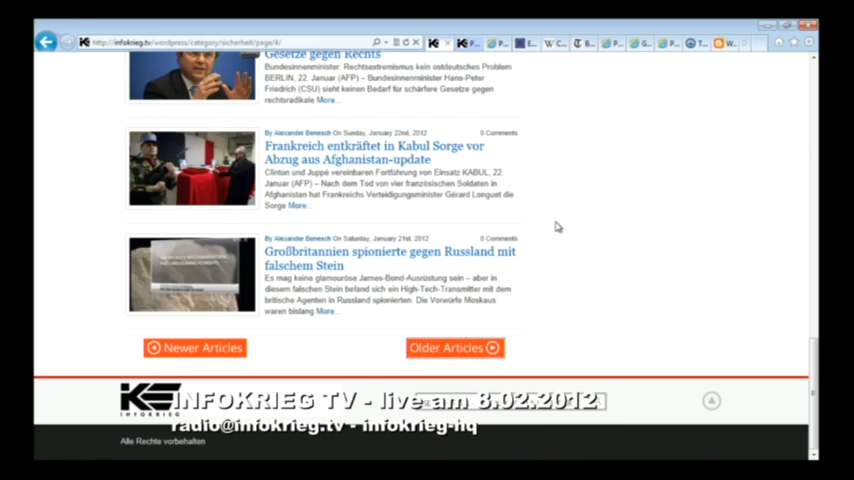 http://infokrieg.tv/wordpress/category/sicherheit/page/4/
Gesetze gegen Rechts
Bundesinnenminister: Rechtsextremismus kein ostdeutsches Problem
BERLIN, 22. Januar (AFP) – Bundesinnenminister Hans-Peter
Friedrich (CSU) sieht keinen Bedarf für schärfere Gesetze gegen
rechtsradikale More...
By Alexander Benesch On Sunday, January 22nd, 2012 0 Comments
Frankreich entkräftet in Kabul Sorge vor
Abzug aus Afghanistan-update
Clinton und Juppé vereinbaren Fortführung von Einsatz KABUL, 22.
Januar (AFP) – Nach dem Tod von vier französischen Soldaten in
Afghanistan hat Frankreichs Verteidigungsminister Gérard Longuet die
Sorge More...
By Alexander Benesch On Saturday, January 21st, 2012 0 Comments
Großbritannien spionierte gegen Russland mit
falschem Stein
Es mag keine glamouröse James-Bond-Ausrüstung sein – aber in
diesem falschen Stein befand sich ein High-Tech-Transmitter mit dem
britische Agenten in Russland spionierten. Die Vorwürfe Moskaus
waren bislang More...
Newer Articles
Older Articles
INFOKRIEG
INFOKRIEG TV - live am 8.02.2012
radio@infokrieg.tv - infokrieg-hq
Alle Rechte vorbehalten